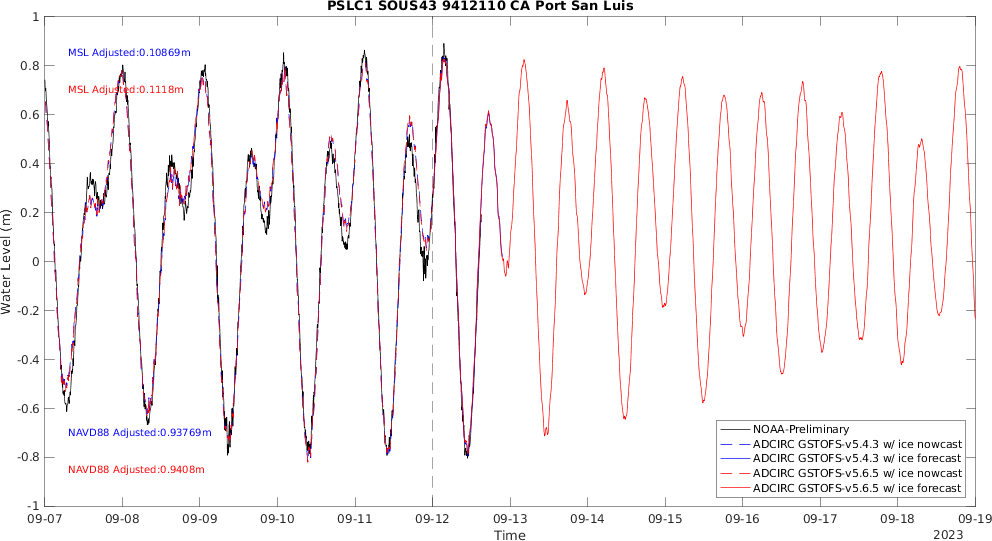 PSLC1 SOUS43 9412110 CA Port San Luis
1
0.8
0.6
0.4
0.2
0
-0.2
-0.4
-0.6
-0.8
-1
Water Level (m)
MSL Adjusted:0.10869m
MSL Adjusted:0.1118m
NAVD88 Adjusted:0.93769m
NAVD88 Adjusted:0.9408m
NOAA-Preliminary
ADCIRC GSTOFS-v5.4.3 w/ ice nowcast
ADCIRC GSTOFS-v5.4.3 w/ ice forecast
ADCIRC GSTOFS-v5.6.5 w/ ice nowcast
ADCIRC GSTOFS-v5.6.5 w/ ice forecast
09-07 09-08 09-09 09-10 09-11 09-12 09-13 09-14 09-15 09-16 09-17 09-18 09-19
Time
2023